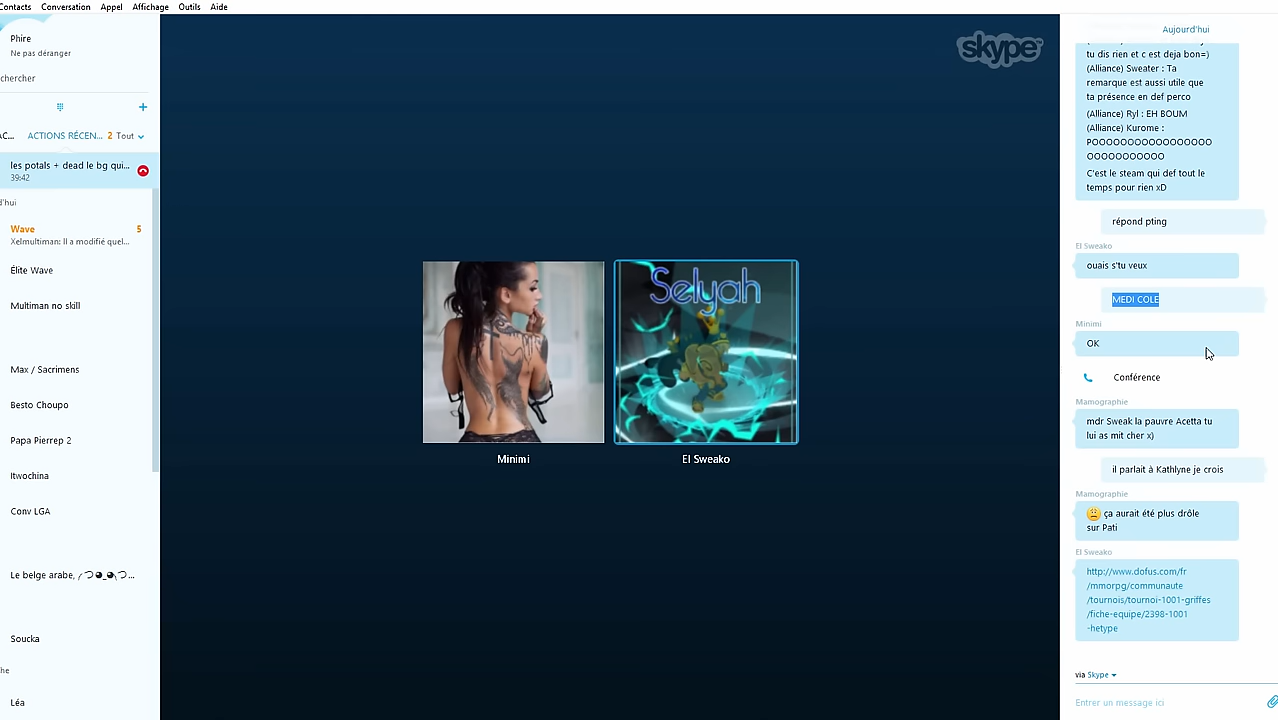 Contacts Conversation Appel Affichage Outils Aide
Phire
Ne pas déranger
chercher
AC... ACTIONS RÉCEN... 2 Tout
les potals + dead le bg qui...
39:42
d'hui
Wave 5
Xelmultiman: Il a modifié quel...
Élite Wave
Multiman no skill
Max / Sacrimens
Besto Choupo
Papa Pierrep 2
Itwochina
Conv LGA
Le belge arabe,
Soucka
he
Léa
skype
Selyah
Minimi
El Sweako
Aujourd'hui
tu dis rien et c est deja bon=)
(Alliance) Sweater : Ta
remarque est aussi utile que
ta présence en def perco
(Alliance) Ryl : EH BOUM
(Alliance) Kurome :
POOOOOOOOOOOOOOOO
OOOOOOOOOOO
C'est le steam qui def tout le
temps pour rien xD
répond pting
El Sweako
ouais s'tu veux
MEDI COLE
Minimi
OK
Conférence
Mamographie
mdr Sweak la pauvre Acetta tu
lui as mit cher x)
il parlait à Kathlyne je crois
Mamographie
ça aurait été plus drôle
sur Pati
El Sweako
http://www.dofus.com/fr
/mmorpg/communaute
/tournois/tournoi-1001-griffes
/fiche-equipe/2398-1001
-hetype
via Skype
Entrer un message ici